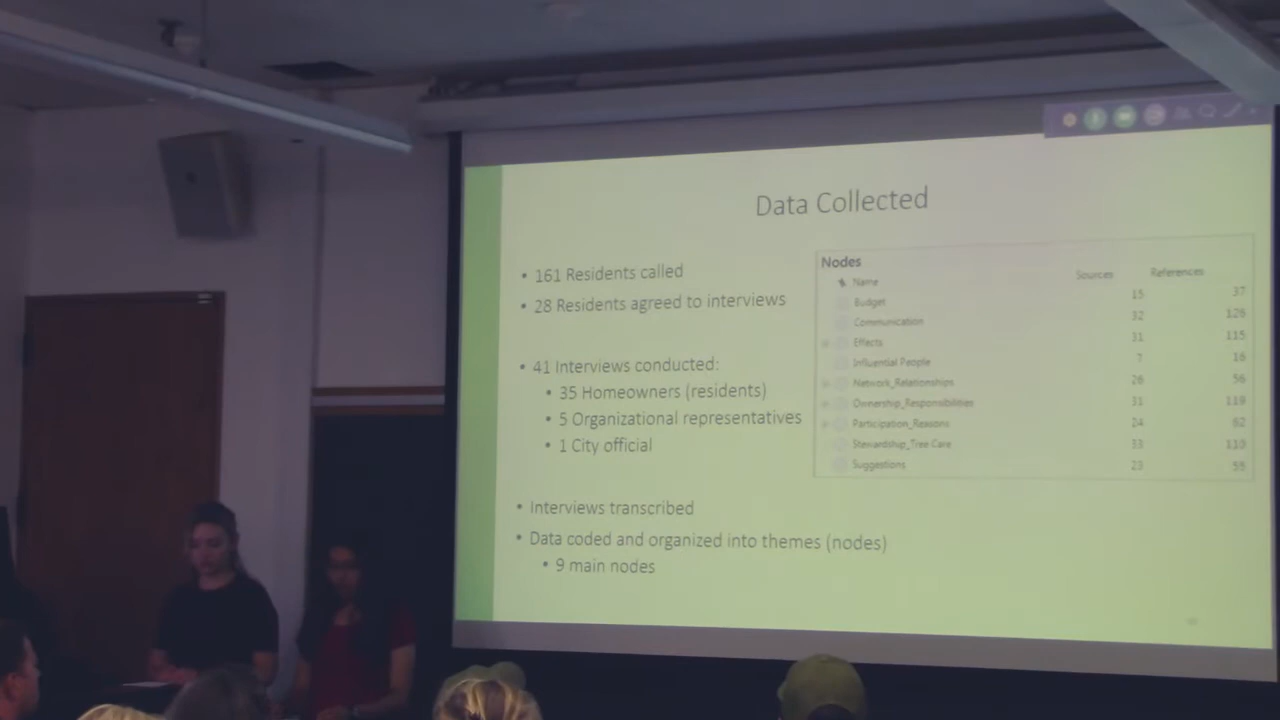 Data Collected
• 161 Residents called
• 28 Residents agreed to interviews
• 41 Interviews conducted:
• 35 Homeowners (residents)
• 5 Organizational representatives
• 1 City official
• Interviews transcribed
• Data coded and organized into themes (nodes)
• 9 main nodes
Nodes
Name Sources References
Budget 15 37
Communication 32 126
Effects 31 115
Influential People 7 16
Network_Relationships 26 56
Ownership_Responsibilities 31 119
Participation_Reasons 24 62
Stewardship_Tree Care 33 110
Suggestions 23 55